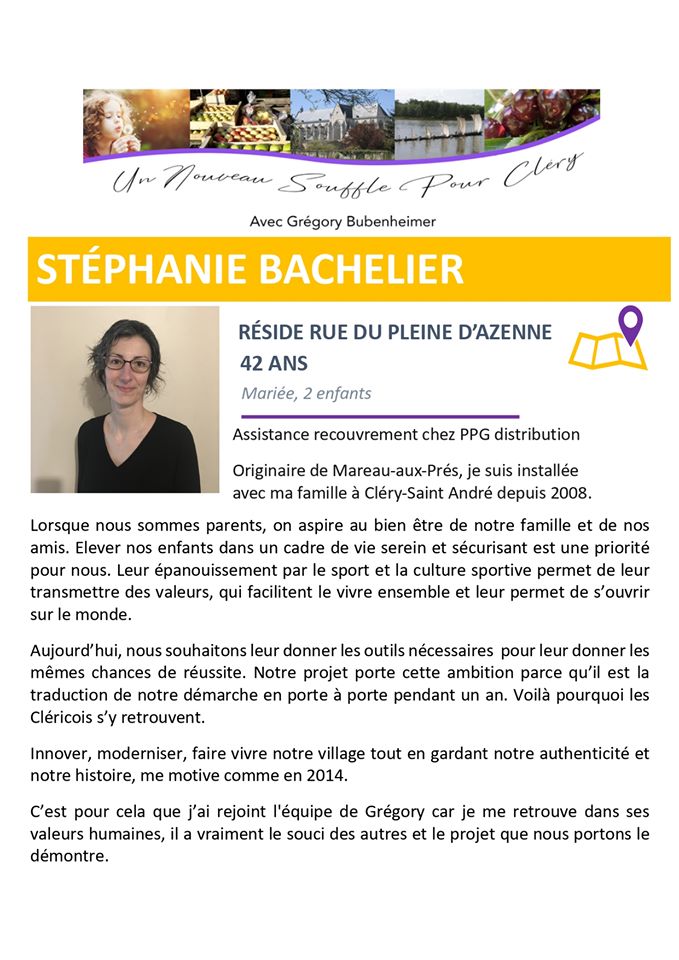 Un Nouveau Souffle Pour Cléry
Avec Grégory Bubenheimer
STÉPHANIE BACHELIER
RÉSIDE RUE DU PLEINE D’AZENNE
42 ANS
Mariée, 2 enfants
Assistance recouvrement chez PPG distribution
Originaire de Mareau-aux-Prés, je suis installée
avec ma famille à Cléry-Saint André depuis 2008.
Lorsque nous sommes parents, on aspire au bien être de notre famille et de nos
amis. Elever nos enfants dans un cadre de vie serein et sécurisant est une priorité
pour nous. Leur épanouissement par le sport et la culture sportive permet de leur
transmettre des valeurs, qui facilitent le vivre ensemble et leur permet de s’ouvrir
sur le monde.
Aujourd’hui, nous souhaitons leur donner les outils nécessaires pour leur donner les
mêmes chances de réussite. Notre projet porte cette ambition parce qu’il est la
traduction de notre démarche en porte à porte pendant un an. Voilà pourquoi les
Cléricois s’y retrouvent.
Innover, moderniser, faire vivre notre village tout en gardant notre authenticité et
notre histoire, me motive comme en 2014.
C’est pour cela que j’ai rejoint l'équipe de Grégory car je me retrouve dans ses
valeurs humaines, il a vraiment le souci des autres et le projet que nous portons le
démontre.